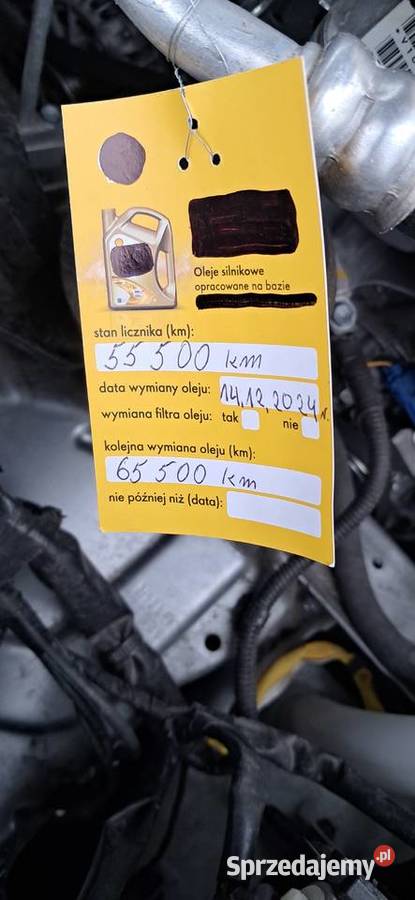 Oleje silnikowe
opracowane na bazie
stan licznika (km):
55 500 km
data wymiany oleju: 14.12.2024 r.
wymiana filtra oleju: tak nie
kolejna wymiana oleju (km):
65 500 km
nie później niż (data):
Sprzedajemy.pl